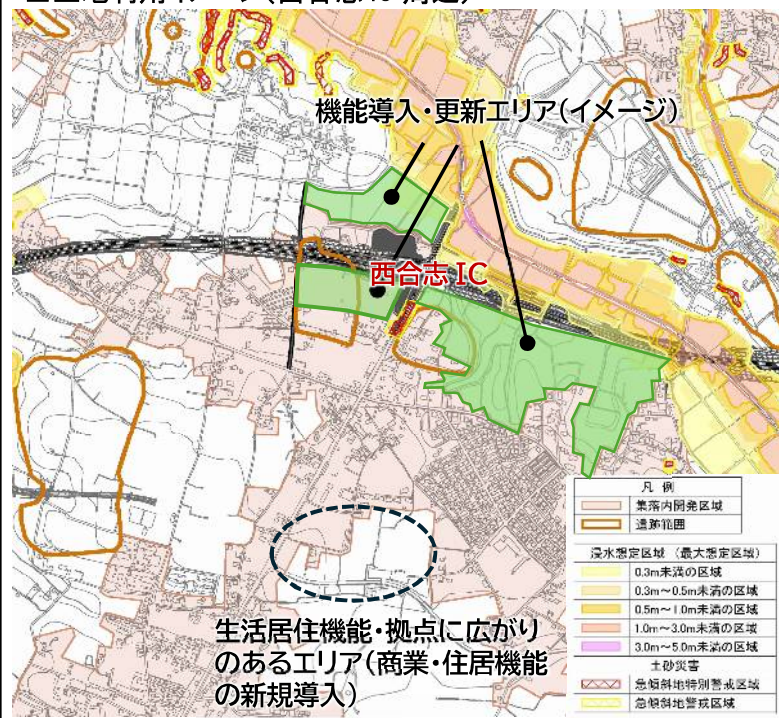 機能導入・更新エリア(イメージ)
西合志 IC
生活居住機能・拠点に広がり
のあるエリア(商業・住居機能
の新規導入)
凡 例
集落内開発区域
遺跡範囲
浸水想定区域 (最大想定区域)
0.3m未満の区域
0.3m～0.5m未満の区域
0.5m～1.0m未満の区域
1.0m～3.0m未満の区域
3.0m～5.0m未満の区域
土砂災害
急傾斜地特別警戒区域
急傾斜地警戒区域